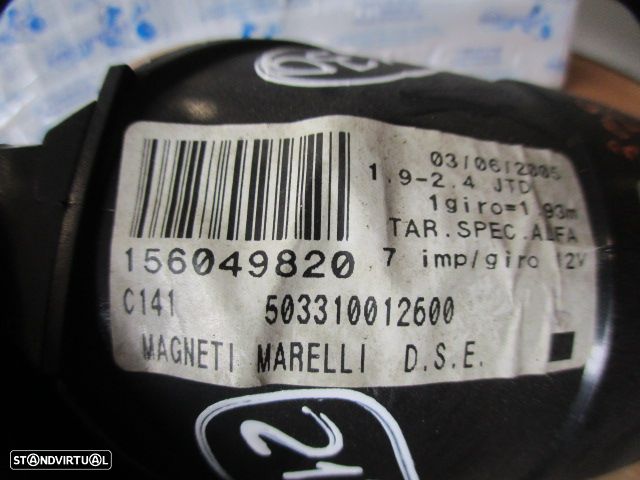 03/06/2005
1.9-2.4 JTD
1giro=1.93m
TAR.SPEC.ALFA
156049820 7 imp/giro 12V
C141 503310012600
MAGNETI MARELLI D.S.E.
21
STANDVIRTUAL